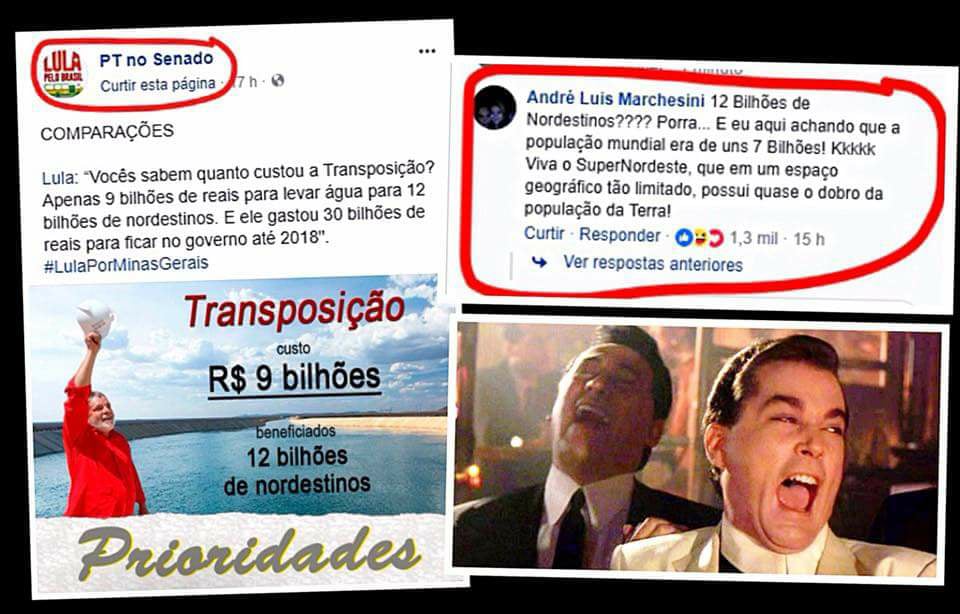 LULA
PELO BRASIL
PT no Senado
Curtir esta página · 7 h ·
COMPARAÇÕES
Lula: “Vocês sabem quanto custou a Transposição?
Apenas 9 bilhões de reais para levar água para 12
bilhões de nordestinos. E ele gastou 30 bilhões de
reais para ficar no governo até 2018".
#LulaPorMinasGerais
Transposição
custo
R$ 9 bilhões
beneficiados
12 bilhões
de nordestinos
Prioridades
André Luis Marchesini 12 Bilhões de
Nordestinos???? Porra... E eu aqui achando que a
população mundial era de uns 7 Bilhões! Kkkkk
Viva o SuperNordeste, que em um espaço
geográfico tão limitado, possui quase o dobro da
população da Terra!
Curtir · Responder · 1,3 mil · 15 h
Ver respostas anteriores